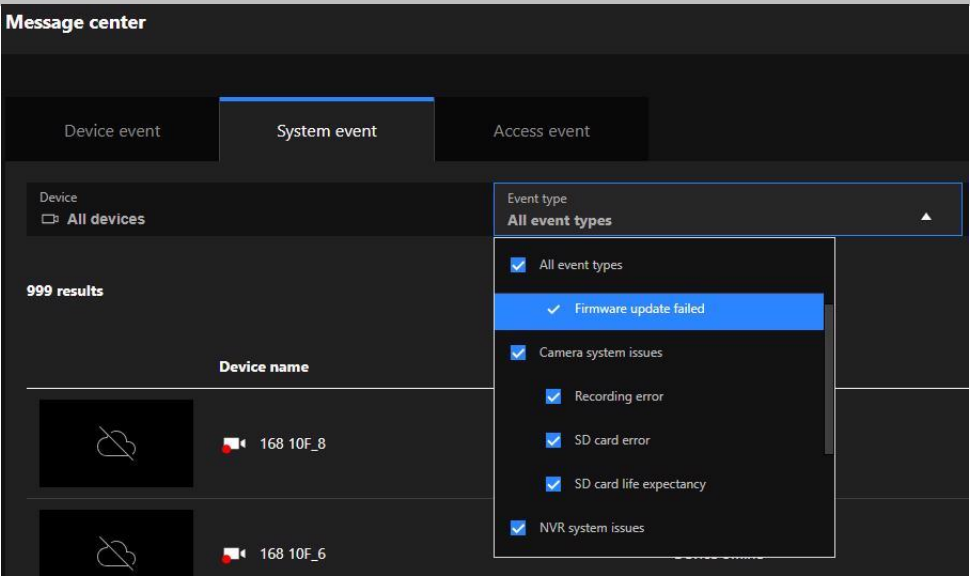 Message center
Device event
System event
Access event
Device
All devices
Event type
All event types
All event types
Firmware update failed
Camera system issues
Recording error
SD card error
SD card life expectancy
NVR system issues
999 results
Device name
168 10F_8
168 10F_6